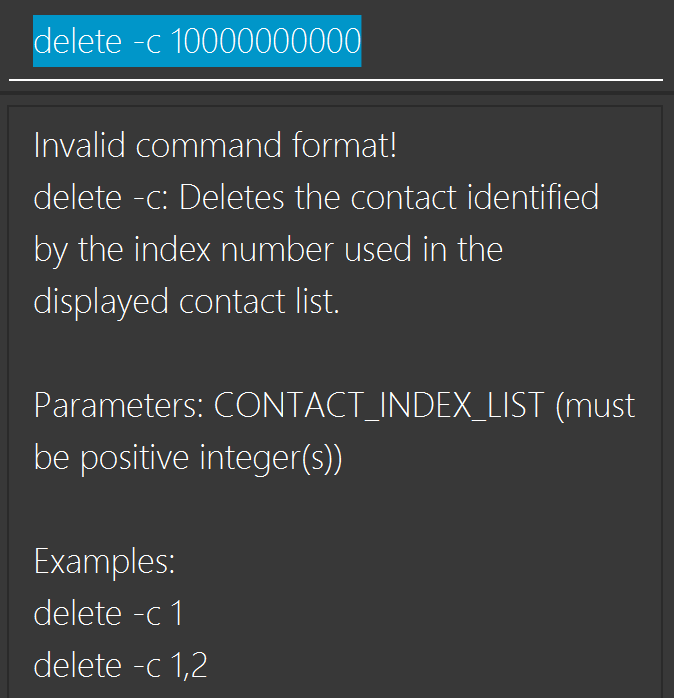 delete -c 10000000000
Invalid command format!
delete -c: Deletes the contact identified
by the index number used in the
displayed contact list.
Parameters: CONTACT_INDEX_LIST (must
be positive integer(s))
Examples:
delete -c 1
delete -c 1,2